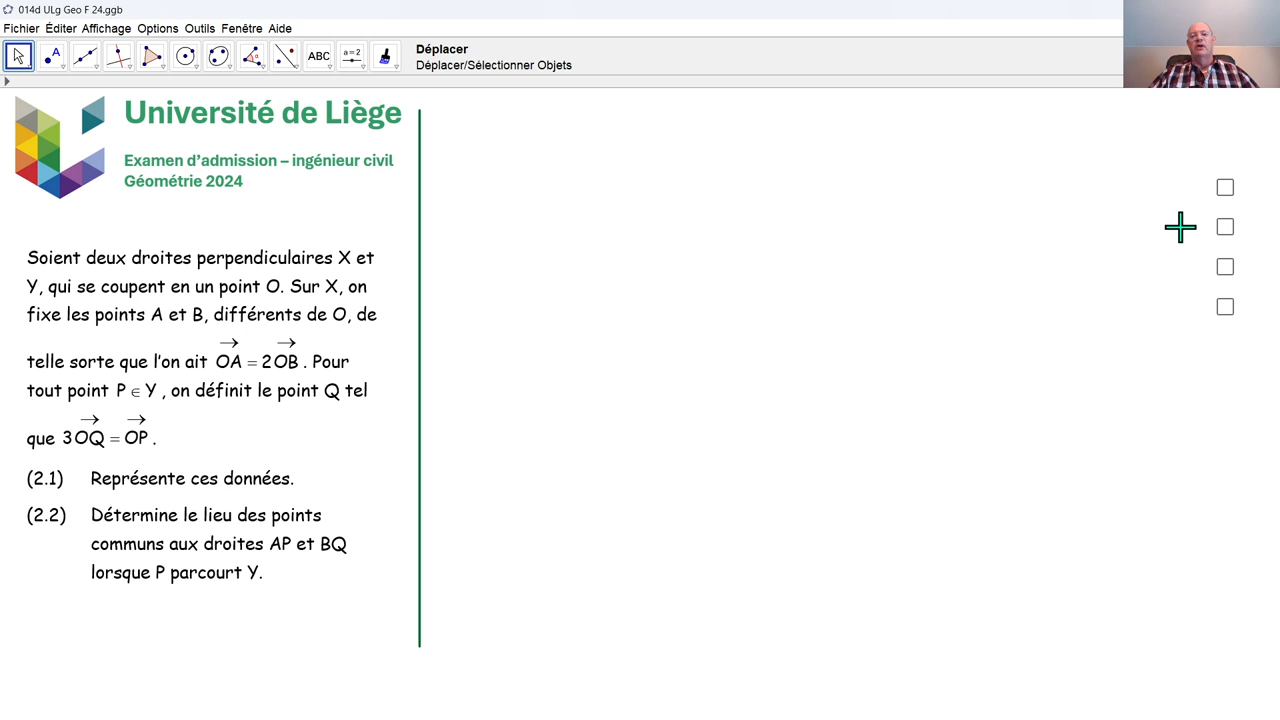 014d ULg Geo F 24.ggb
Fichier Éditer Affichage Options Outils Fenêtre Aide
A
ABC
a=2
Déplacer
Déplacer/Sélectionner Objets
Université de Liège
Examen d'admission – ingénieur civil
Géométrie 2024
Soient deux droites perpendiculaires X et
Y, qui se coupent en un point O. Sur X, on
fixe les points A et B, différents de O, de
telle sorte que l'on ait →OA = 2→OB. Pour
tout point P ∈ Y, on définit le point Q tel
que 3→OQ = →OP.
(2.1) Représente ces données.
(2.2) Détermine le lieu des points
communs aux droites AP et BQ
lorsque P parcourt Y.